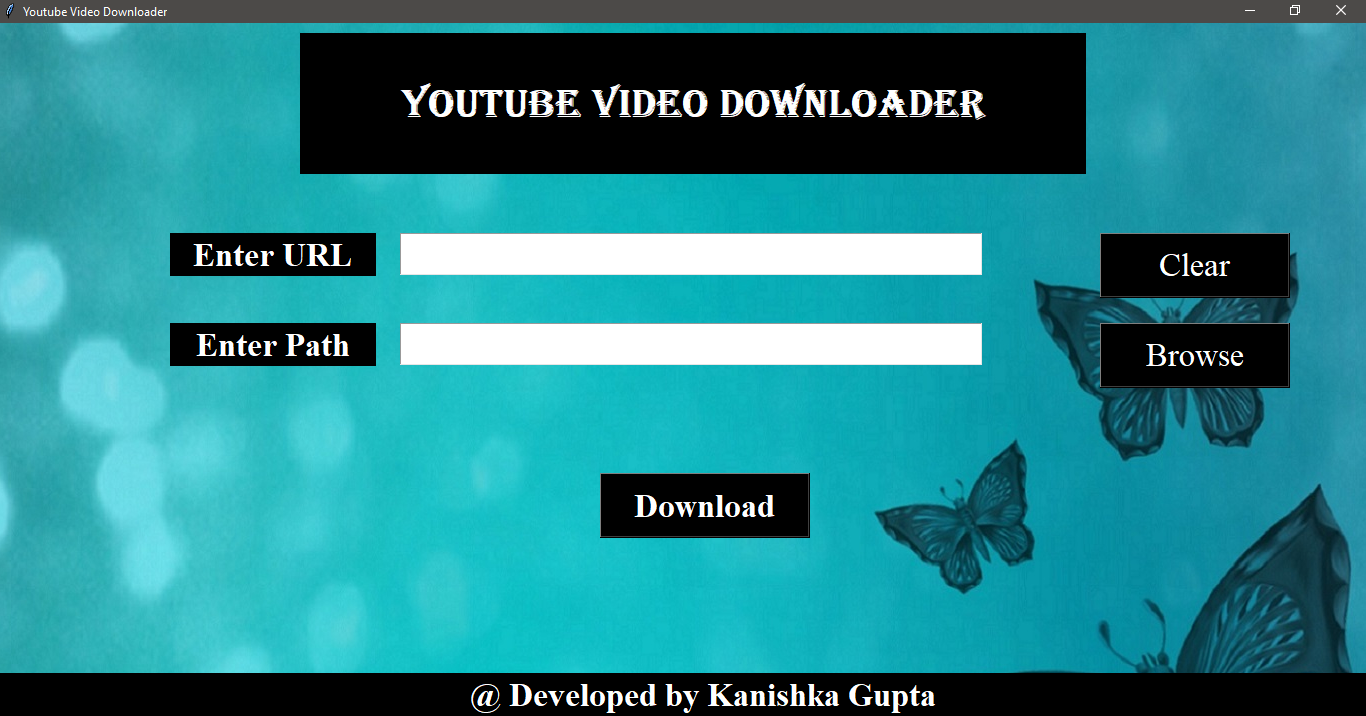 Youtube Video Downloader
YOUTUBE VIDEO DOWNLOADER
Enter URL
Clear
Enter Path
Browse
Download
@ Developed by Kanishka Gupta